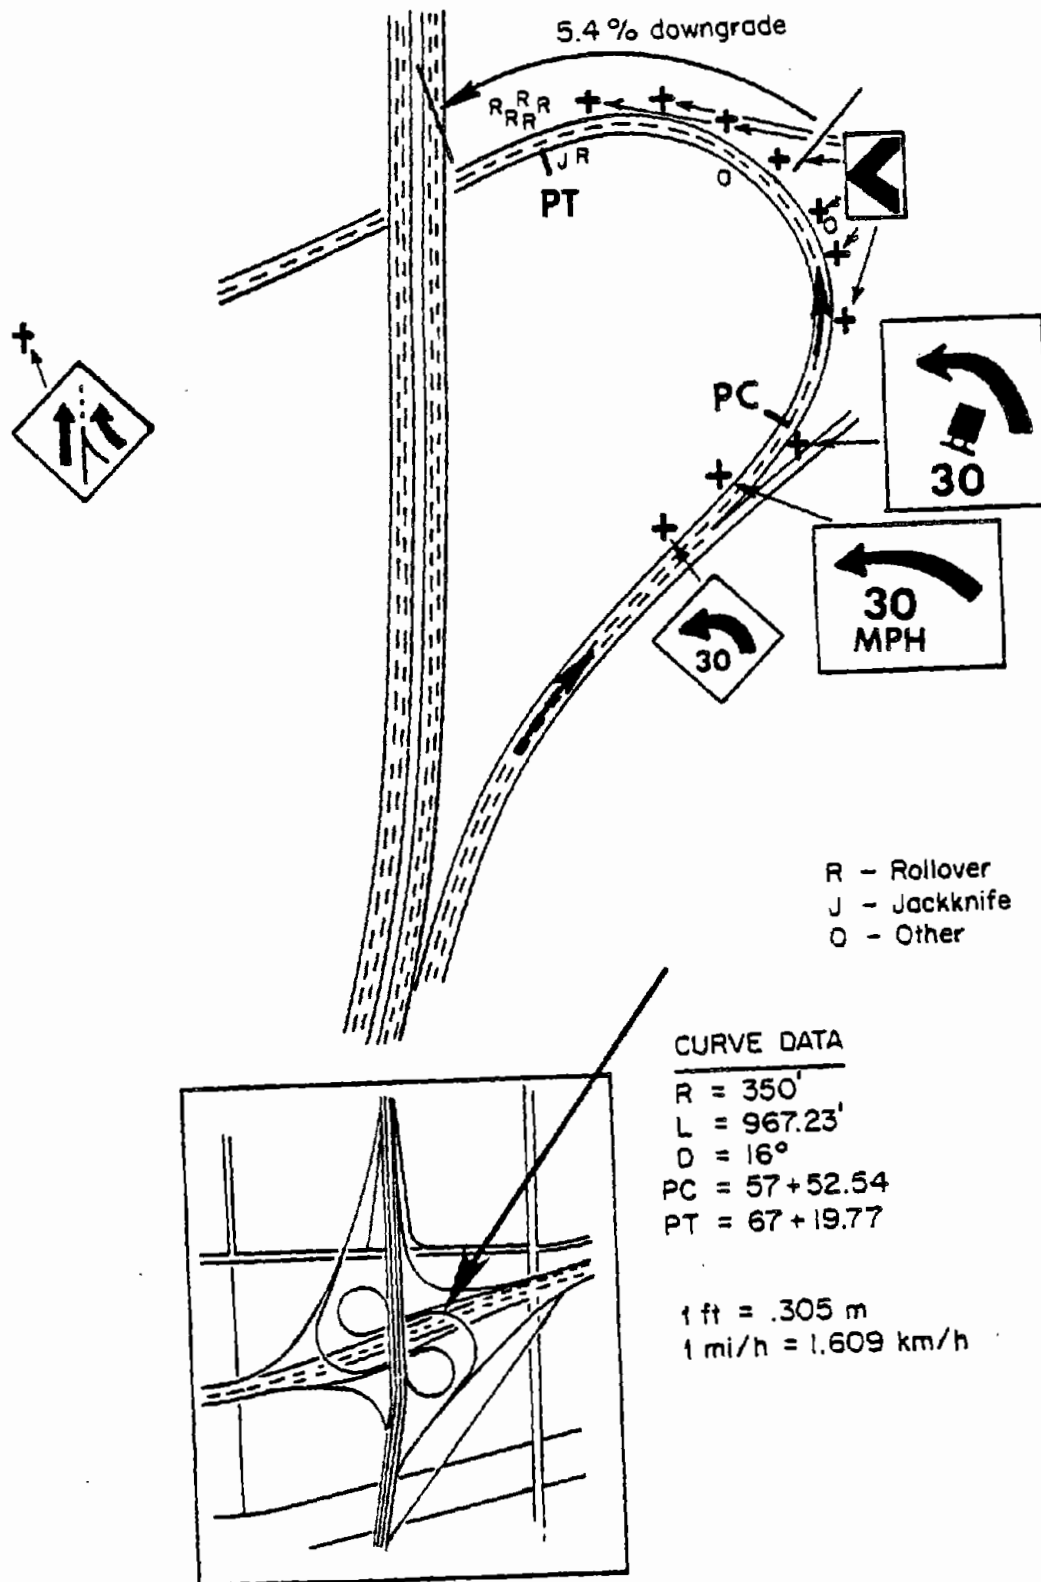 5.4 % downgrade
R R R R R
J R
PT
O
O
PC
30
30
MPH
30
R - Rollover
J - Jackknife
O - Other
CURVE DATA
R = 350'
L = 967.23'
D = 16°
PC = 57 + 52.54
PT = 67 + 19.77
1 ft = .305 m
1 mi/h = 1.609 km/h